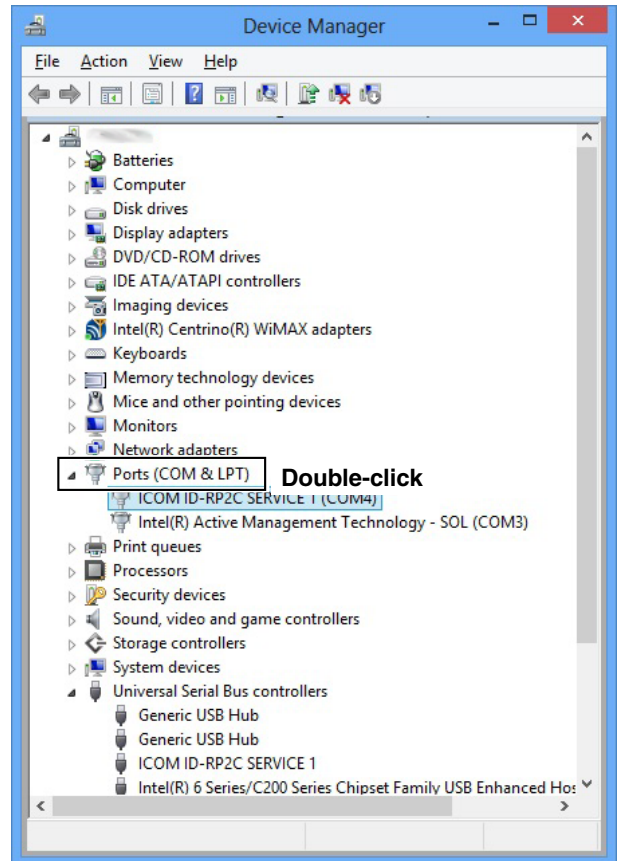 Device Manager
File Action View Help
Batteries
Computer
Disk drives
Display adapters
DVD/CD-ROM drives
IDE ATA/ATAPI controllers
Imaging devices
Intel(R) Centrino(R) WiMAX adapters
Keyboards
Memory technology devices
Mice and other pointing devices
Monitors
Network adapters
Ports (COM & LPT) Double-click
ICOM ID-RP2C SERVICE 1 (COM4)
Intel(R) Active Management Technology - SOL (COM3)
Print queues
Processors
Security devices
Sound, video and game controllers
Storage controllers
System devices
Universal Serial Bus controllers
Generic USB Hub
Generic USB Hub
ICOM ID-RP2C SERVICE 1
Intel(R) 6 Series/C200 Series Chipset Family USB Enhanced Hos